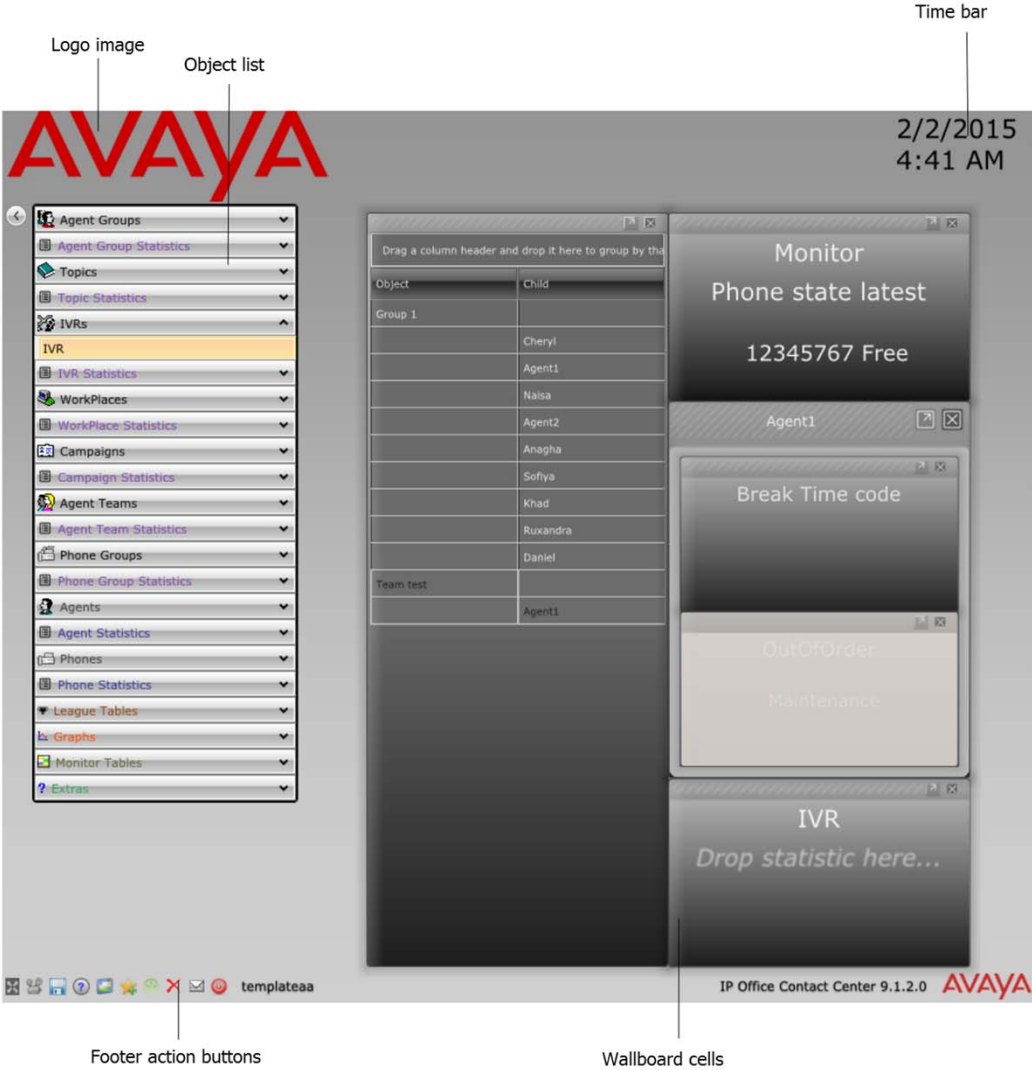 Time bar
Logo image
Object list
AVAYA
2/2/2015
4:41 AM
Agent Groups
Agent Group Statistics
Topics
Topic Statistics
IVRs
IVR
IVR Statistics
WorkPlaces
WorkPlace Statistics
Campaigns
Campaign Statistics
Agent Teams
Agent Team Statistics
Phone Groups
Phone Group Statistics
Agents
Agent Statistics
Phones
Phone Statistics
League Tables
Graphs
Monitor Tables
? Extras
Drag a column header and drop it here to group by tha
Object Child
Group 1
Cheryl
Agent1
Naisa
Agent2
Anagha
Sofiya
Khad
Ruxandra
Daniel
Team test
Agent1
Monitor
Phone state latest
12345767 Free
Agent1
Break Time code
OutOfOrder
Maintenance
IVR
Drop statistic here...
templateaa
IP Office Contact Center 9.1.2.0 AVAYA
Footer action buttons
Wallboard cells